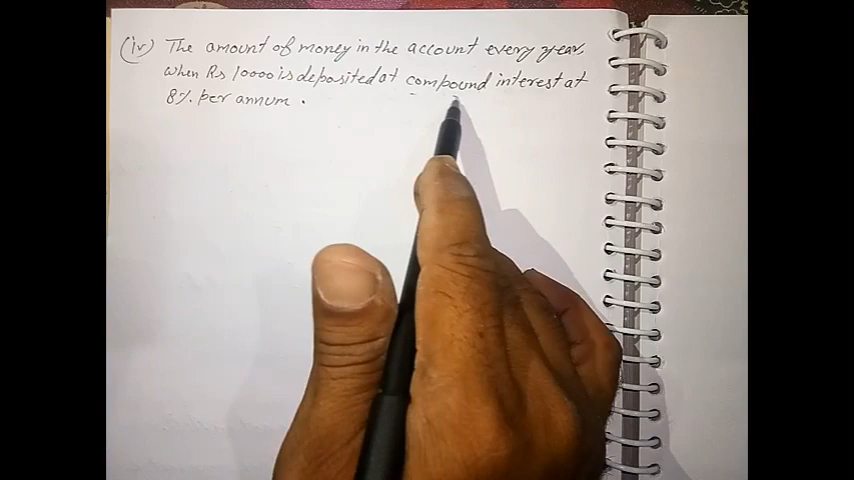 (iv) The amount of money in the account every year,
when Rs 10000 is deposited at compound interest at
8% per annum.